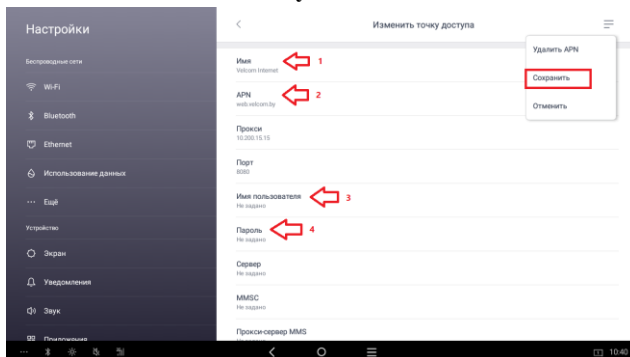 Настройки
Беспроводные сети
Wi-Fi
Bluetooth
Ethernet
Использование данных
Ещё
Устройство
Экран
Уведомления
Звук
Приложения
Изменить точку доступа
Имя
Velcom Internet
1
APN
web.velcom.by
2
Прокси
10.200.15.15
Порт
8080
Имя пользователя
Не задано
3
Пароль
Не задано
4
Сервер
Не задано
MMSC
Не задано
Прокси-сервер MMS
Не задано
Удалить APN
Сохранить
Отменить
10:40